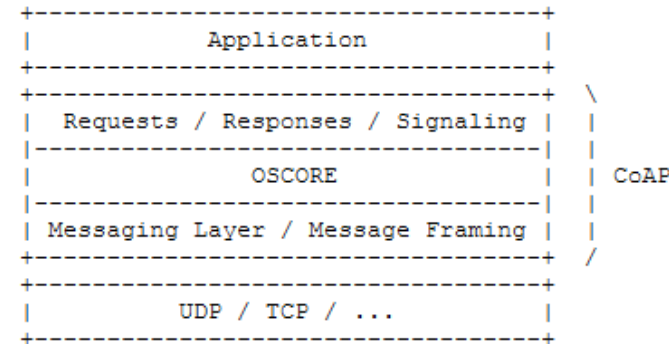 +-----------------------------------+
|            Application            |
+-----------------------------------+
+-----------------------------------+  \
|  Requests / Responses / Signaling |  |
|-----------------------------------|  |
|               OSCORE              |  | CoAP
|-----------------------------------|  |
| Messaging Layer / Message Framing |  |
+-----------------------------------+  /
+-----------------------------------+
|          UDP / TCP / ...          |
+-----------------------------------+